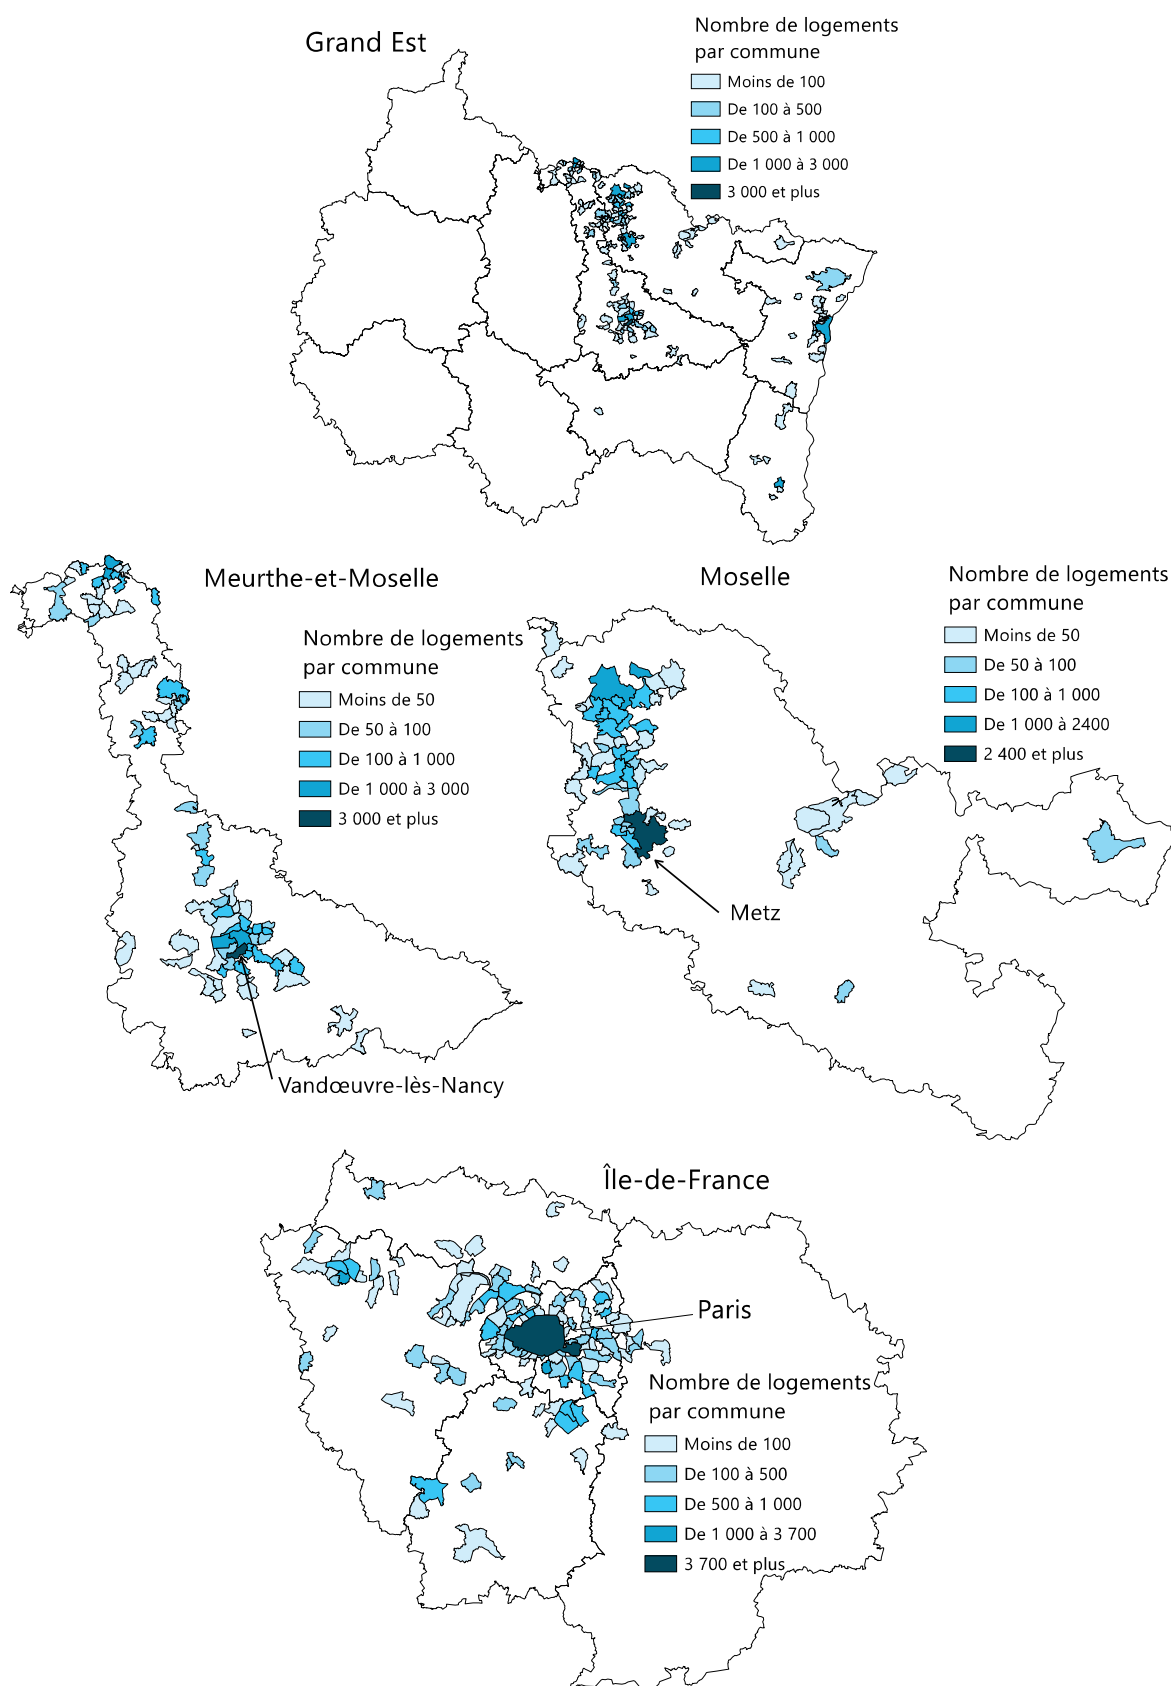 Grand Est
Nombre de logements
par commune
Moins de 100
De 100 à 500
De 500 à 1 000
De 1 000 à 3 000
3 000 et plus
Meurthe-et-Moselle
Nombre de logements
par commune
Moins de 50
De 50 à 100
De 100 à 1 000
De 1 000 à 3 000
3 000 et plus
Vandœuvre-lès-Nancy
Moselle
Nombre de logements
par commune
Moins de 50
De 50 à 100
De 100 à 1 000
De 1 000 à 2400
2 400 et plus
Metz
Île-de-France
Paris
Nombre de logements
par commune
Moins de 100
De 100 à 500
De 500 à 1 000
De 1 000 à 3 700
3 700 et plus